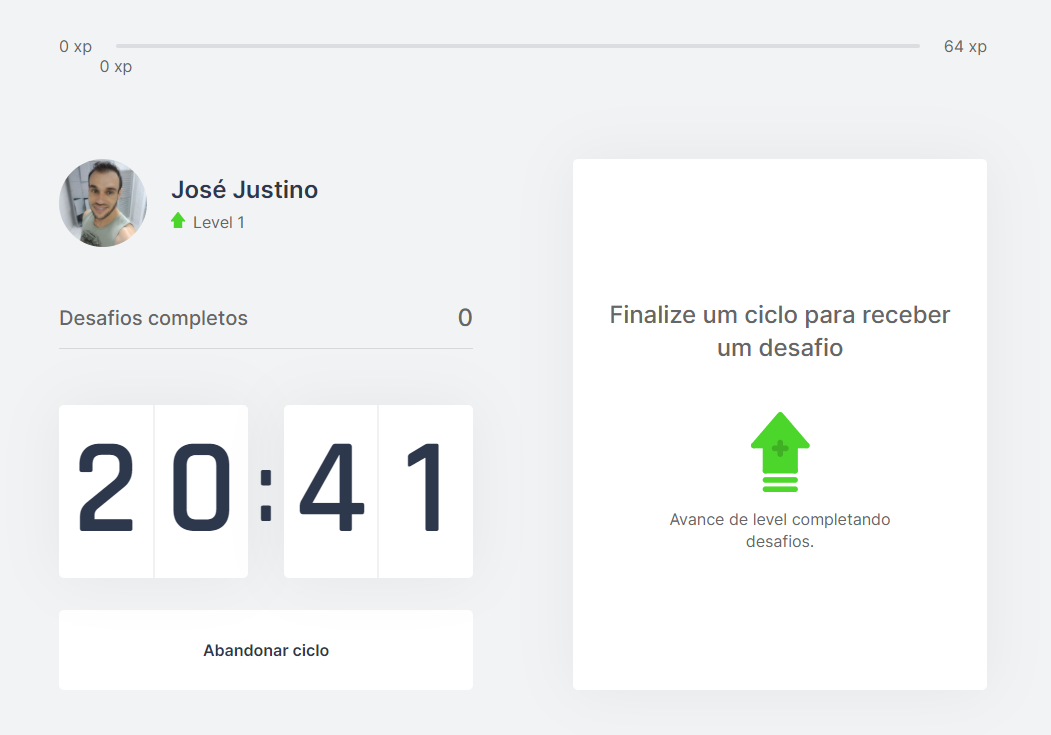 0 xp
64 xp
0 xp
José Justino
Level 1
Desafios completos
0
20:41
Abandonar ciclo
Finalize um ciclo para receber
um desafio
Avance de level completando
desafios.